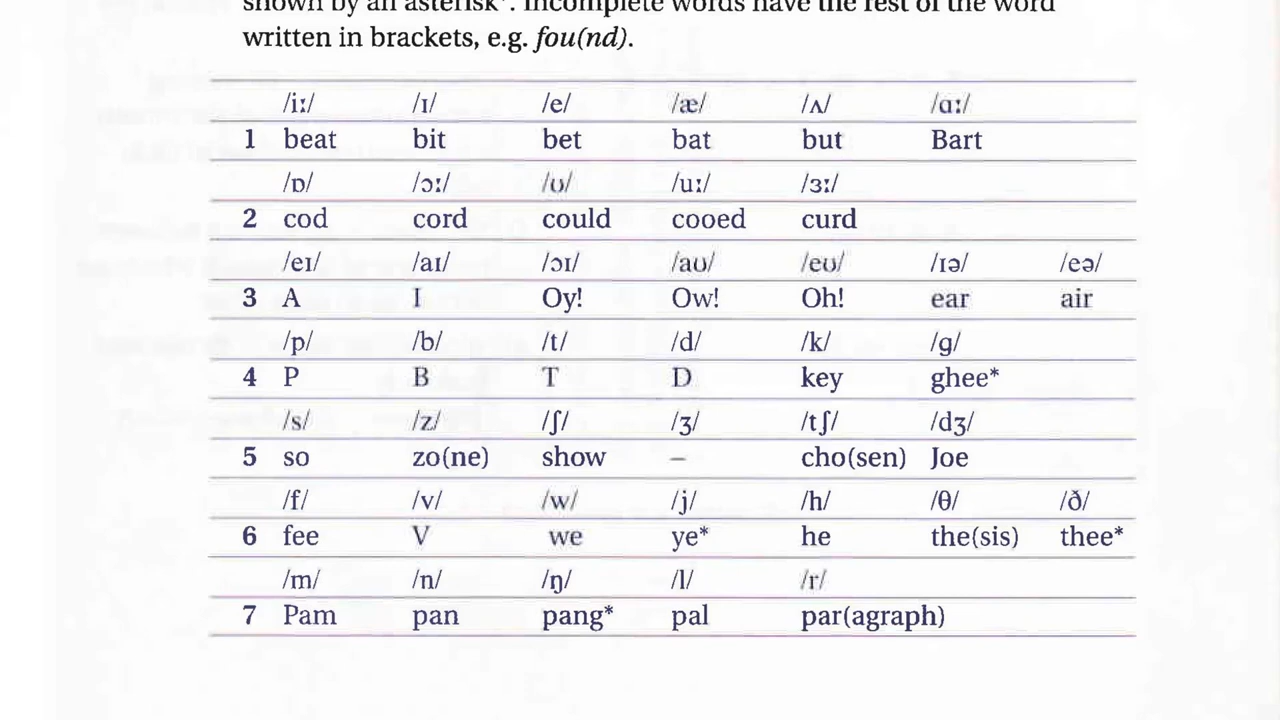 shown by an asterisk*. Incomplete words have the rest of the word
written in brackets, e.g. fou(nd).
/iː/ /ɪ/ /e/ /æ/ /ʌ/ /ɑː/
1 beat bit bet bat but Bart
/ɒ/ /ɔː/ /ʊ/ /uː/ /ɜː/
2 cod cord could cooed curd
/eɪ/ /aɪ/ /ɔɪ/ /aʊ/ /eʊ/ /ɪə/ /eə/
3 A I Oy! Ow! Oh! ear air
/p/ /b/ /t/ /d/ /k/ /g/
4 P B T D key ghee*
/s/ /z/ /ʃ/ /ʒ/ /tʃ/ /dʒ/
5 so zo(ne) show – cho(sen) Joe
/f/ /v/ /w/ /j/ /h/ /θ/ /ð/
6 fee V we ye* he the(sis) thee*
/m/ /n/ /ŋ/ /l/ /r/
7 Pam pan pang* pal par(agraph)